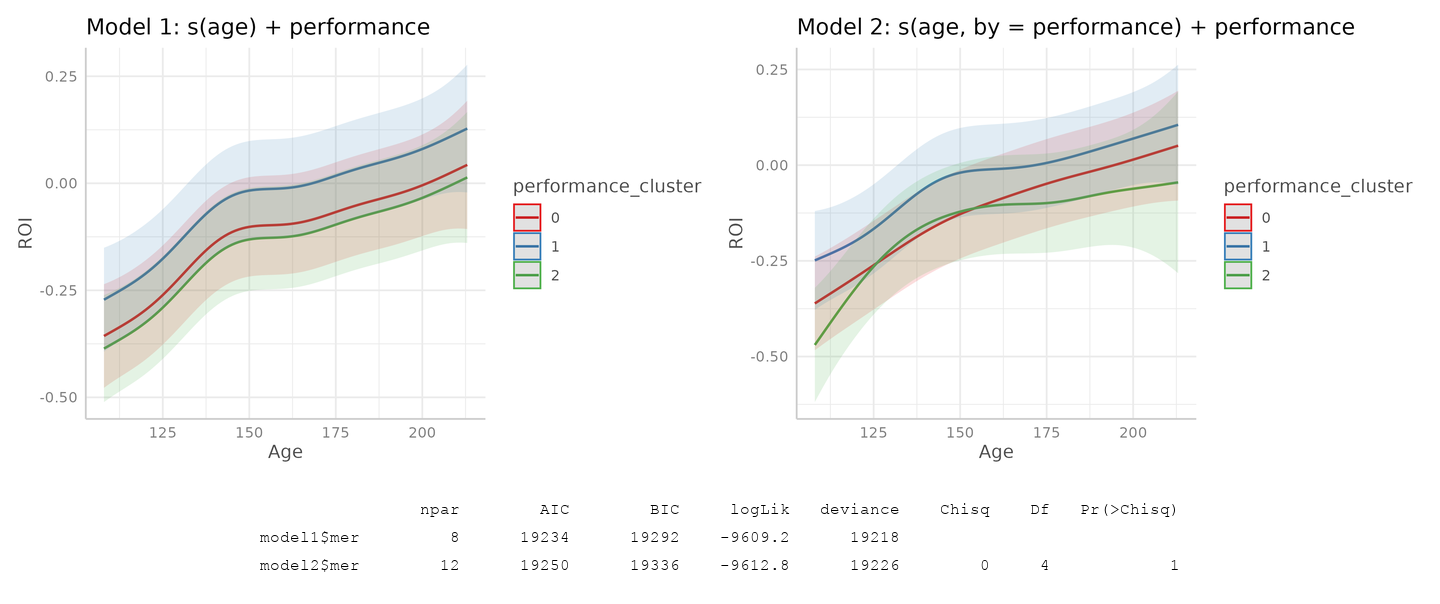 Model 1: s(age) + performance
0.25
0.00
-0.25
-0.50
ROI
125 150 175 200
Age
performance_cluster
0
1
2
Model 2: s(age, by = performance) + performance
0.25
0.00
-0.25
-0.50
ROI
125 150 175 200
Age
performance_cluster
0
1
2
npar AIC BIC logLik deviance Chisq Df Pr(>Chisq)
model1$mer 8 19234 19292 -9609.2 19218
model2$mer 12 19250 19336 -9612.8 19226 0 4 1